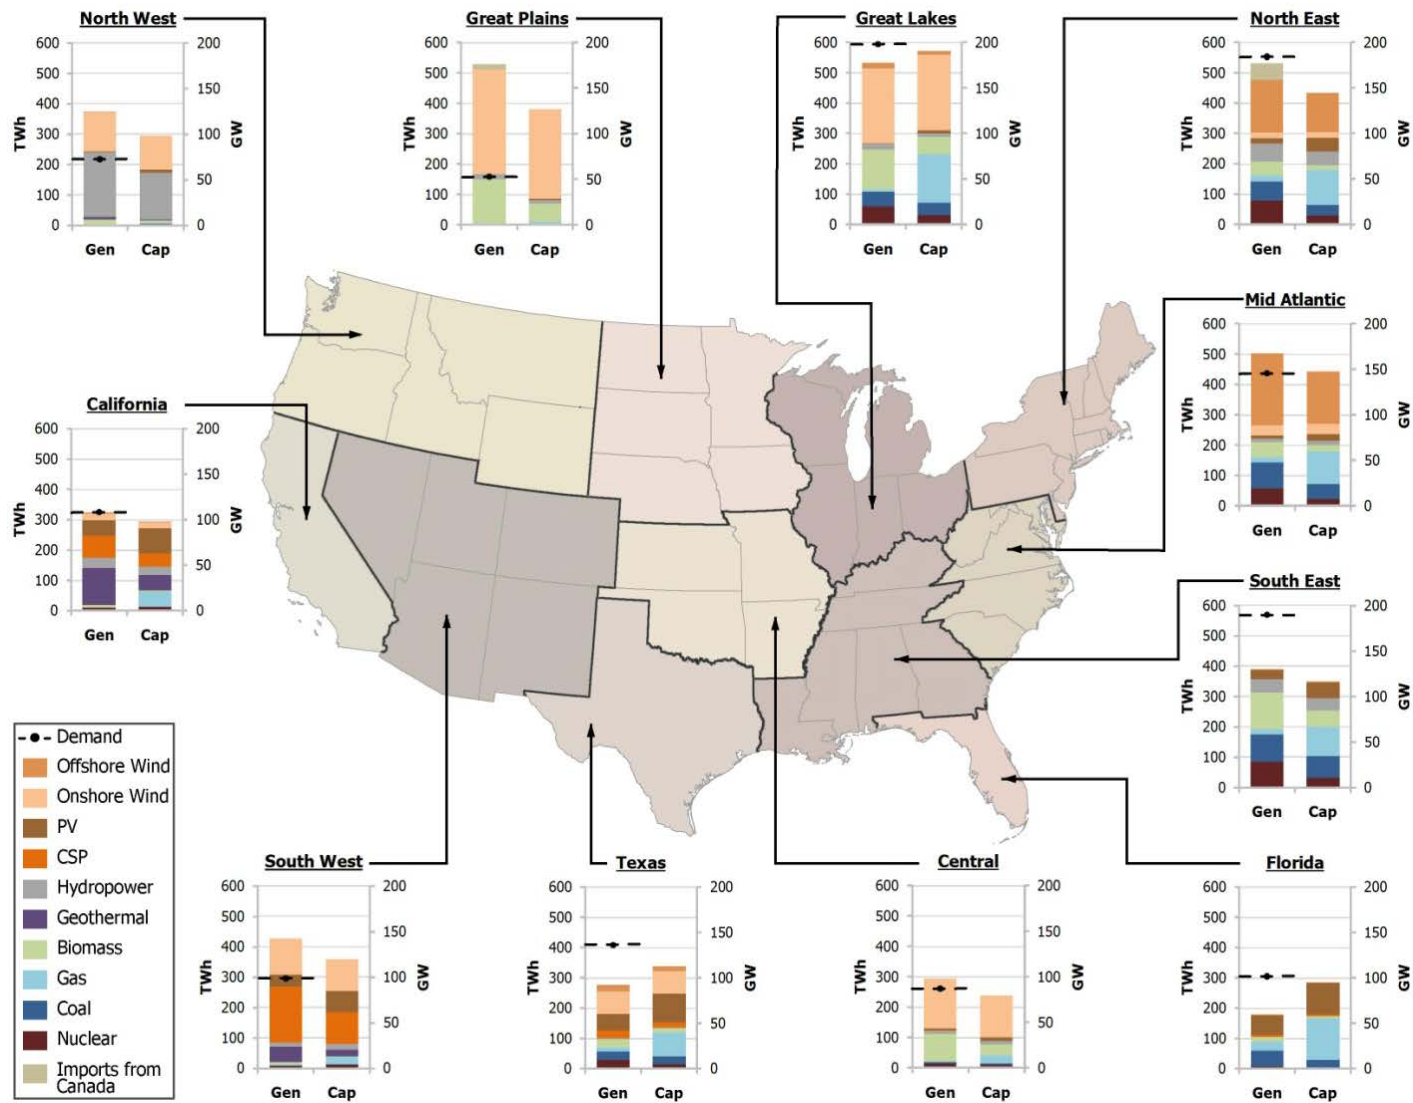 North West
600
500
400
300
200
100
0
TWh
200
150
100
50
0
GW
Gen Cap
Great Plains
600
500
400
300
200
100
0
TWh
200
150
100
50
0
GW
Gen Cap
Great Lakes
600
500
400
300
200
100
0
TWh
200
150
100
50
0
GW
Gen Cap
North East
600
500
400
300
200
100
0
TWh
200
150
100
50
0
GW
Gen Cap
Mid Atlantic
600
500
400
300
200
100
0
TWh
200
150
100
50
0
GW
Gen Cap
California
600
500
400
300
200
100
0
TWh
200
150
100
50
0
GW
Gen Cap
South East
600
500
400
300
200
100
0
TWh
200
150
100
50
0
GW
Gen Cap
Demand
Offshore Wind
Onshore Wind
PV
CSP
Hydropower
Geothermal
Biomass
Gas
Coal
Nuclear
Imports from
Canada
South West
600
500
400
300
200
100
0
TWh
200
150
100
50
0
GW
Gen Cap
Texas
600
500
400
300
200
100
0
TWh
200
150
100
50
0
GW
Gen Cap
Central
600
500
400
300
200
100
0
TWh
200
150
100
50
0
GW
Gen Cap
Florida
600
500
400
300
200
100
0
TWh
200
150
100
50
0
GW
Gen Cap